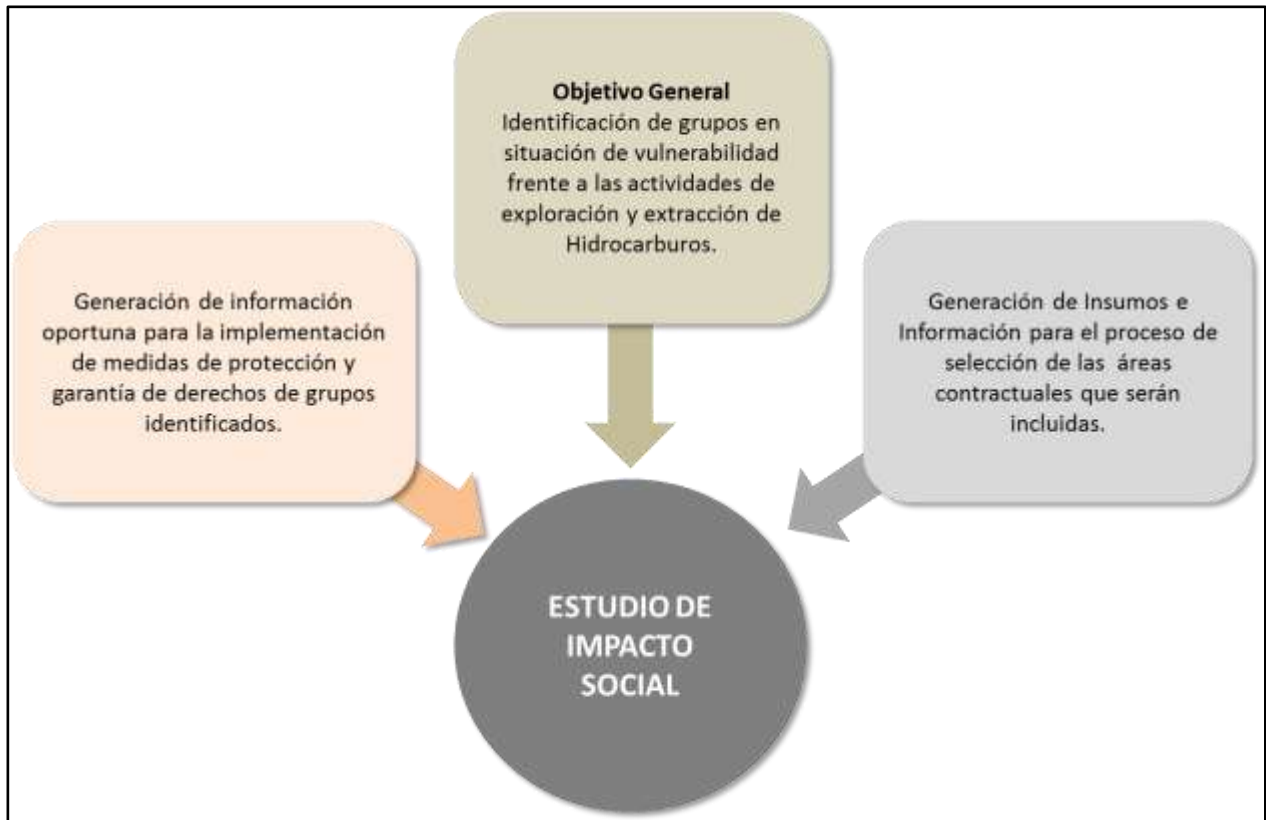 Objetivo General
Identificación de grupos en
situación de vulnerabilidad
frente a las actividades de
exploración y extracción de
Hidrocarburos.
Generación de información
oportuna para la implementación
de medidas de protección y
garantía de derechos de grupos
identificados.
Generación de Insumos e
Información para el proceso de
selección de las áreas
contractuales que serán
incluidas.
ESTUDIO DE
IMPACTO
SOCIAL